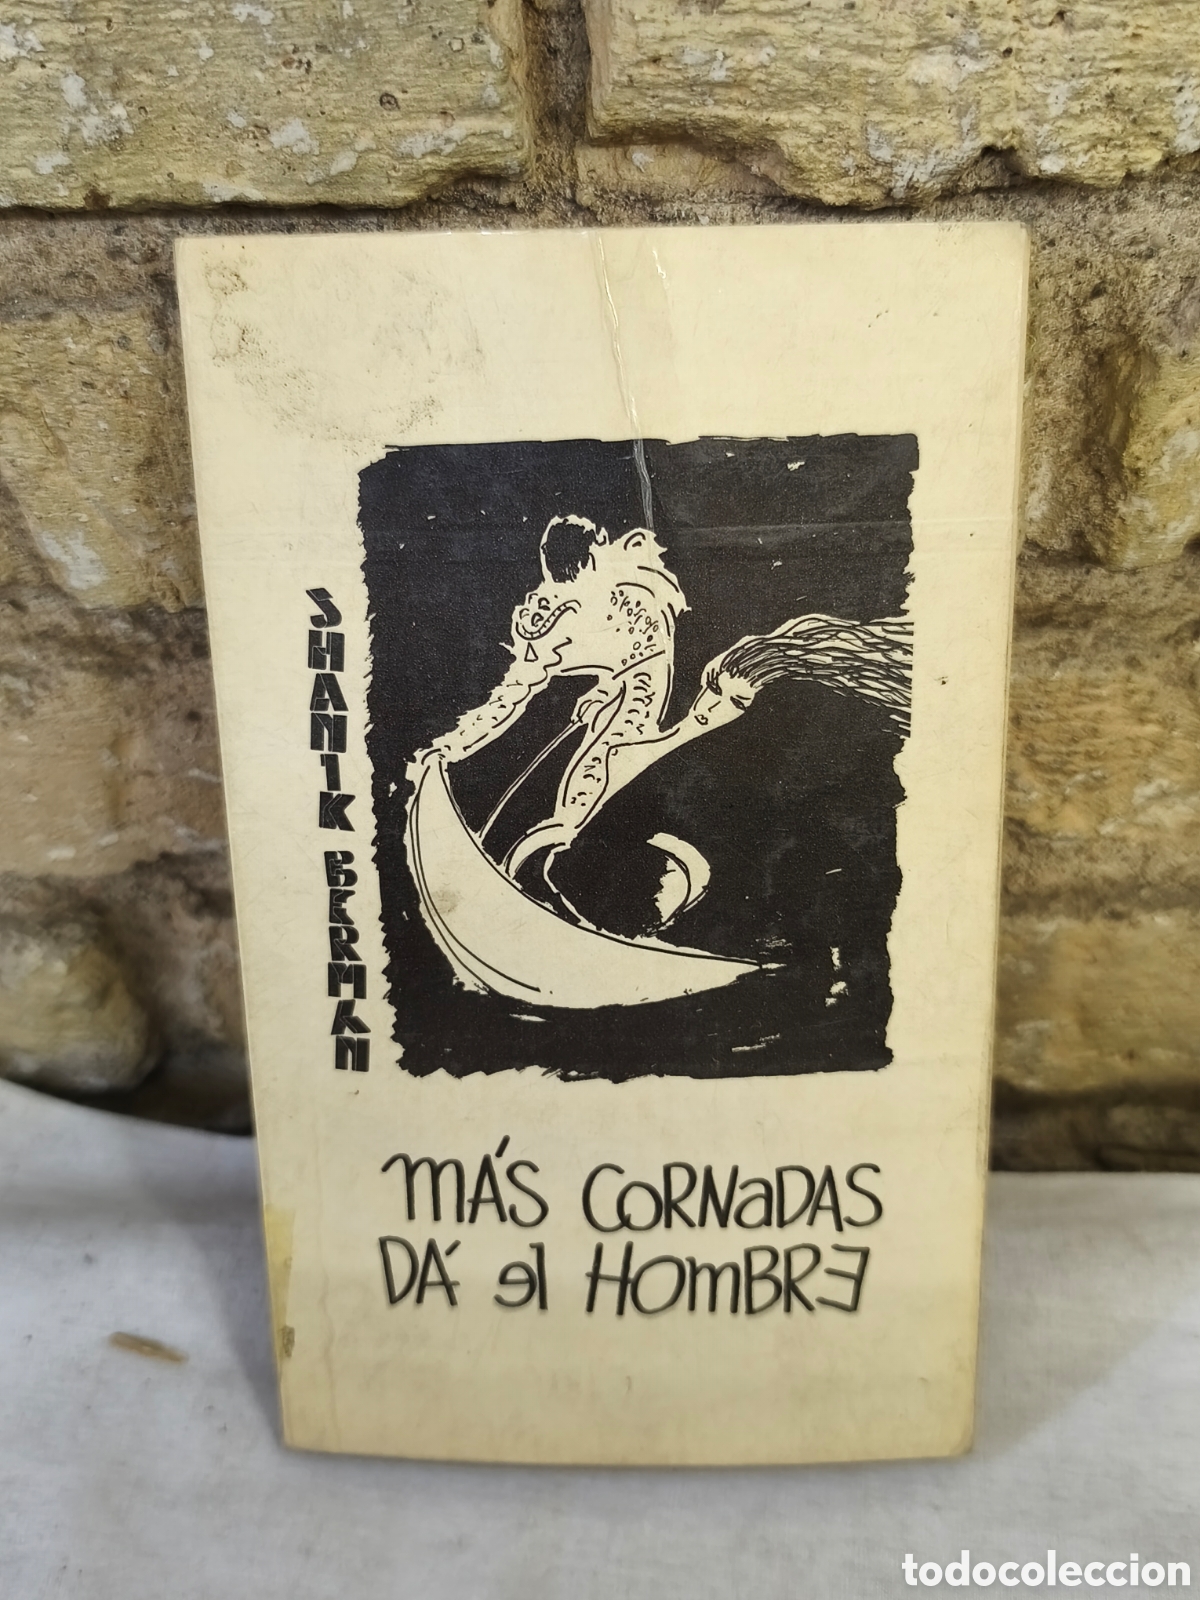 SHANIK BERMAN
MÁS CORNADAS
DÁ el HOMBRE
todocoleccion